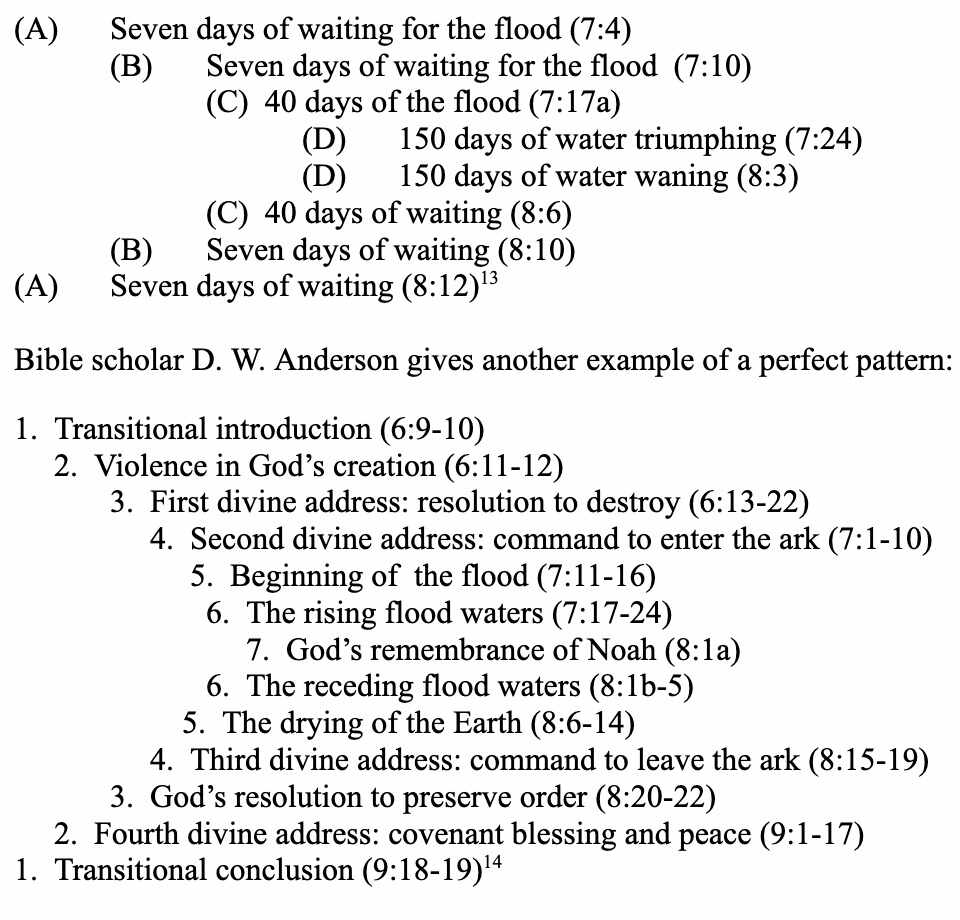 (A) Seven days of waiting for the flood (7:4)
(B) Seven days of waiting for the flood (7:10)
(C) 40 days of the flood (7:17a)
(D) 150 days of water triumphing (7:24)
(D) 150 days of water waning (8:3)
(C) 40 days of waiting (8:6)
(B) Seven days of waiting (8:10)
(A) Seven days of waiting (8:12)13
Bible scholar D. W. Anderson gives another example of a perfect pattern:
1. Transitional introduction (6:9-10)
2. Violence in God’s creation (6:11-12)
3. First divine address: resolution to destroy (6:13-22)
4. Second divine address: command to enter the ark (7:1-10)
5. Beginning of the flood (7:11-16)
6. The rising flood waters (7:17-24)
7. God’s remembrance of Noah (8:1a)
6. The receding flood waters (8:1b-5)
5. The drying of the Earth (8:6-14)
4. Third divine address: command to leave the ark (8:15-19)
3. God’s resolution to preserve order (8:20-22)
2. Fourth divine address: covenant blessing and peace (9:1-17)
1. Transitional conclusion (9:18-19)14